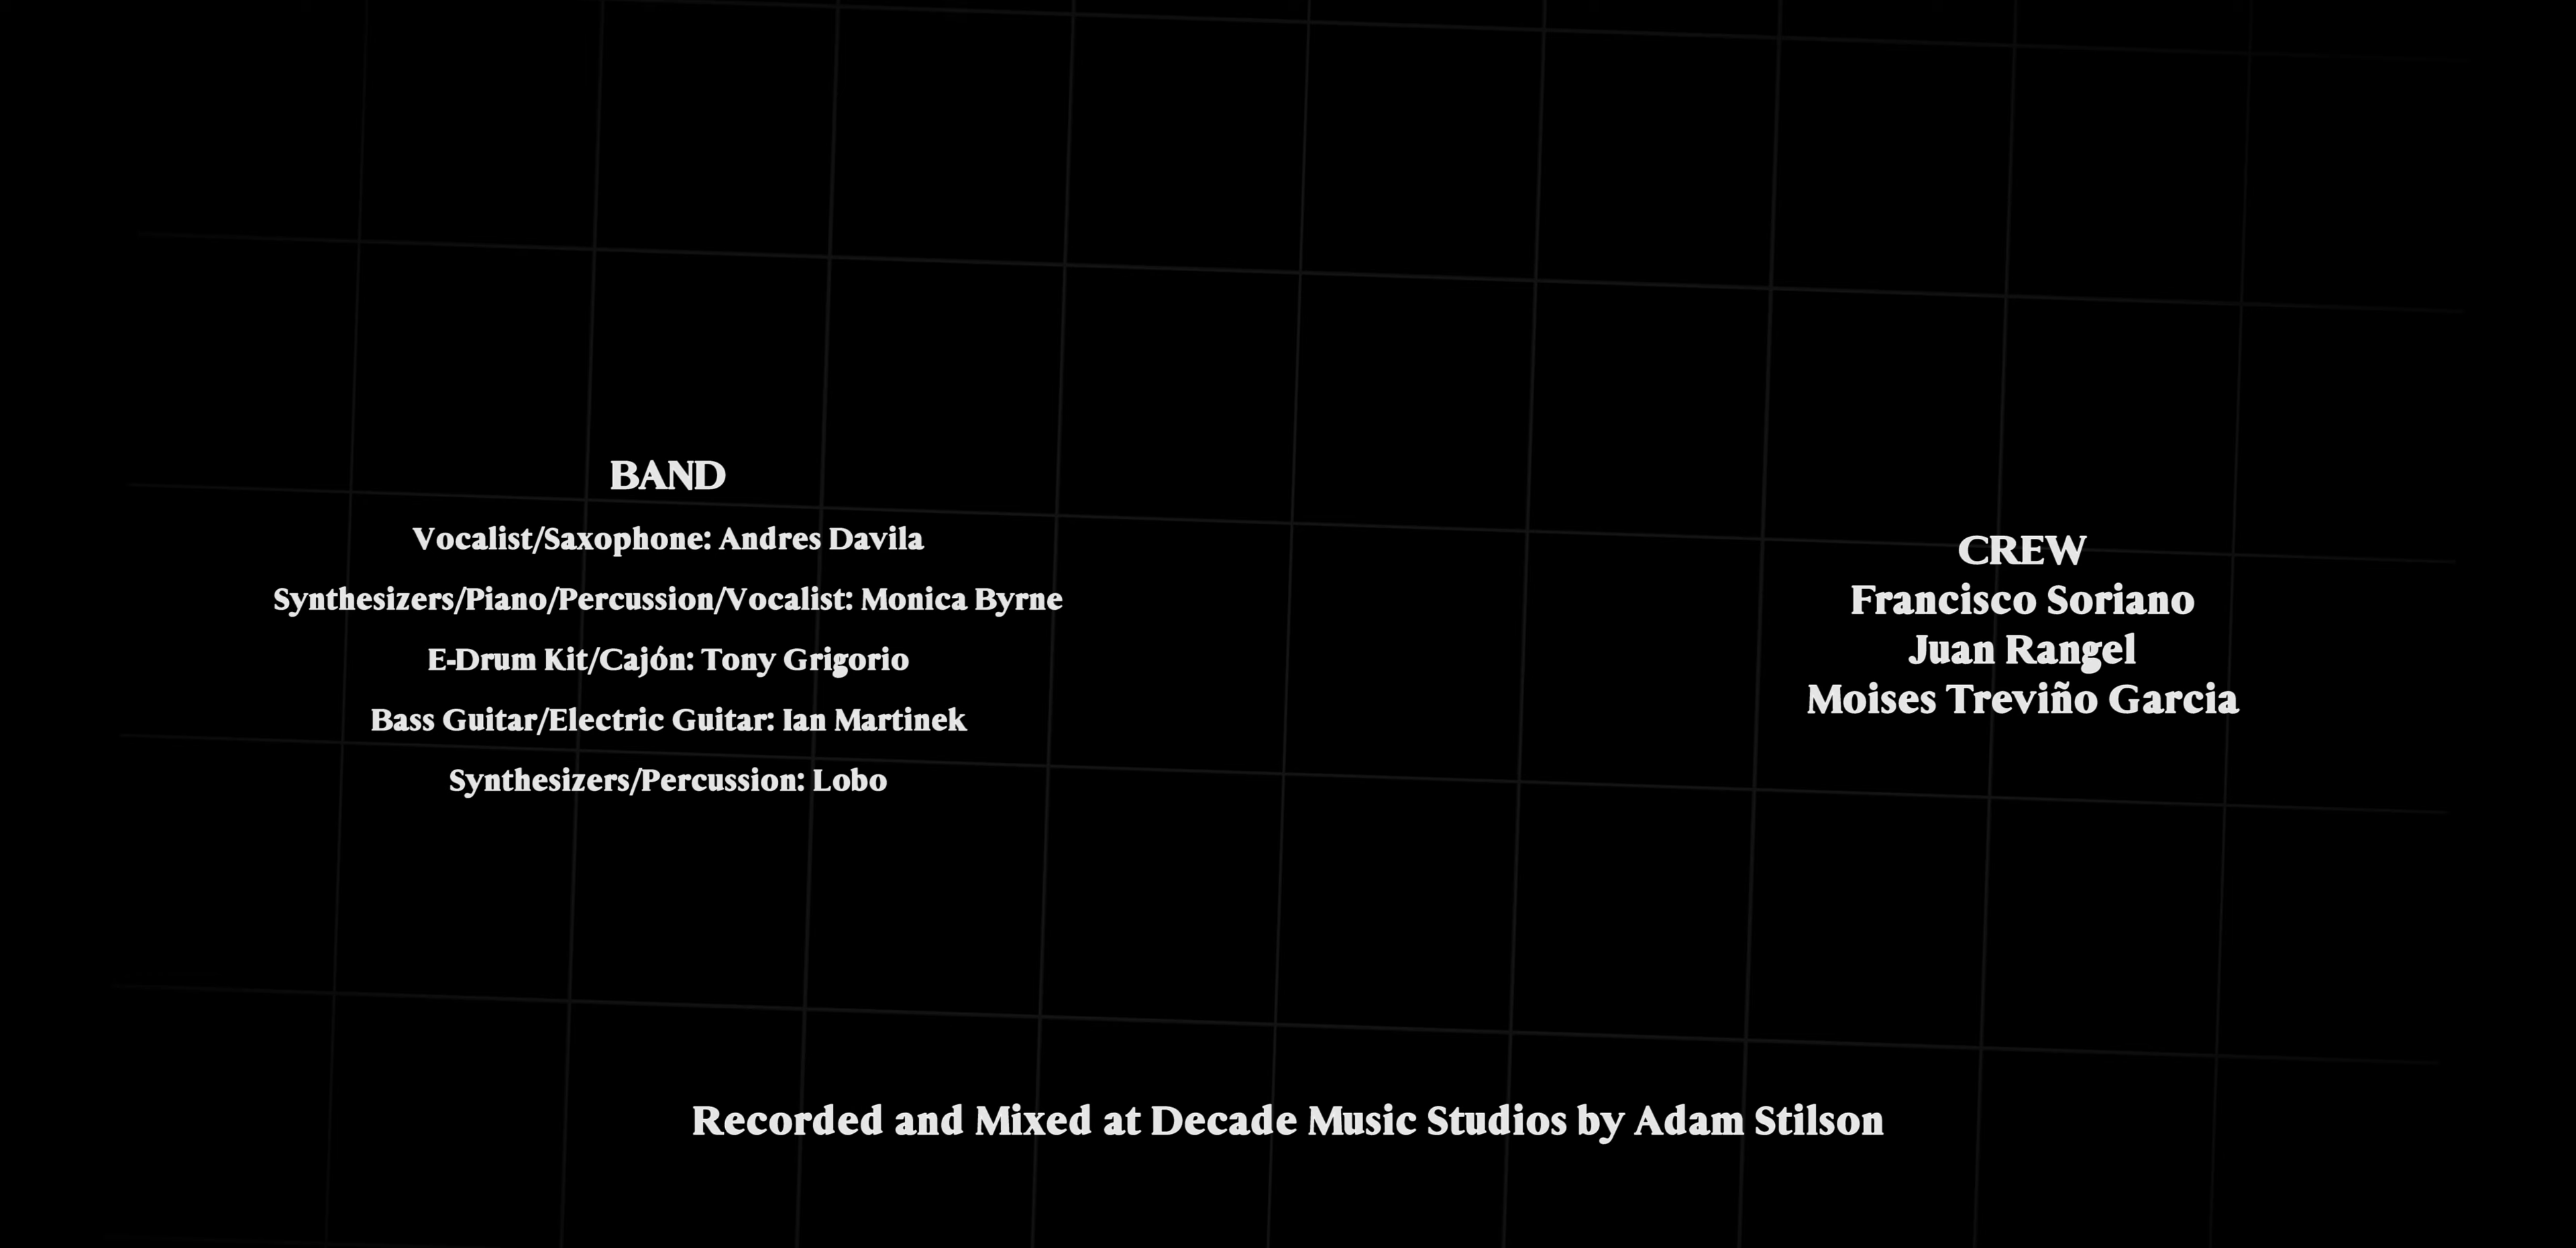 BAND
Vocalist/Saxophone: Andres Davila
Synthesizers/Piano/Percussion/Vocalist: Monica Byrne
E-Drum Kit/Cajón: Tony Grigorio
Bass Guitar/Electric Guitar: Ian Martinek
Synthesizers/Percussion: Lobo
CREW
Francisco Soriano
Juan Rangel
Moises Treviño Garcia
Recorded and Mixed at Decade Music Studios by Adam Stilson